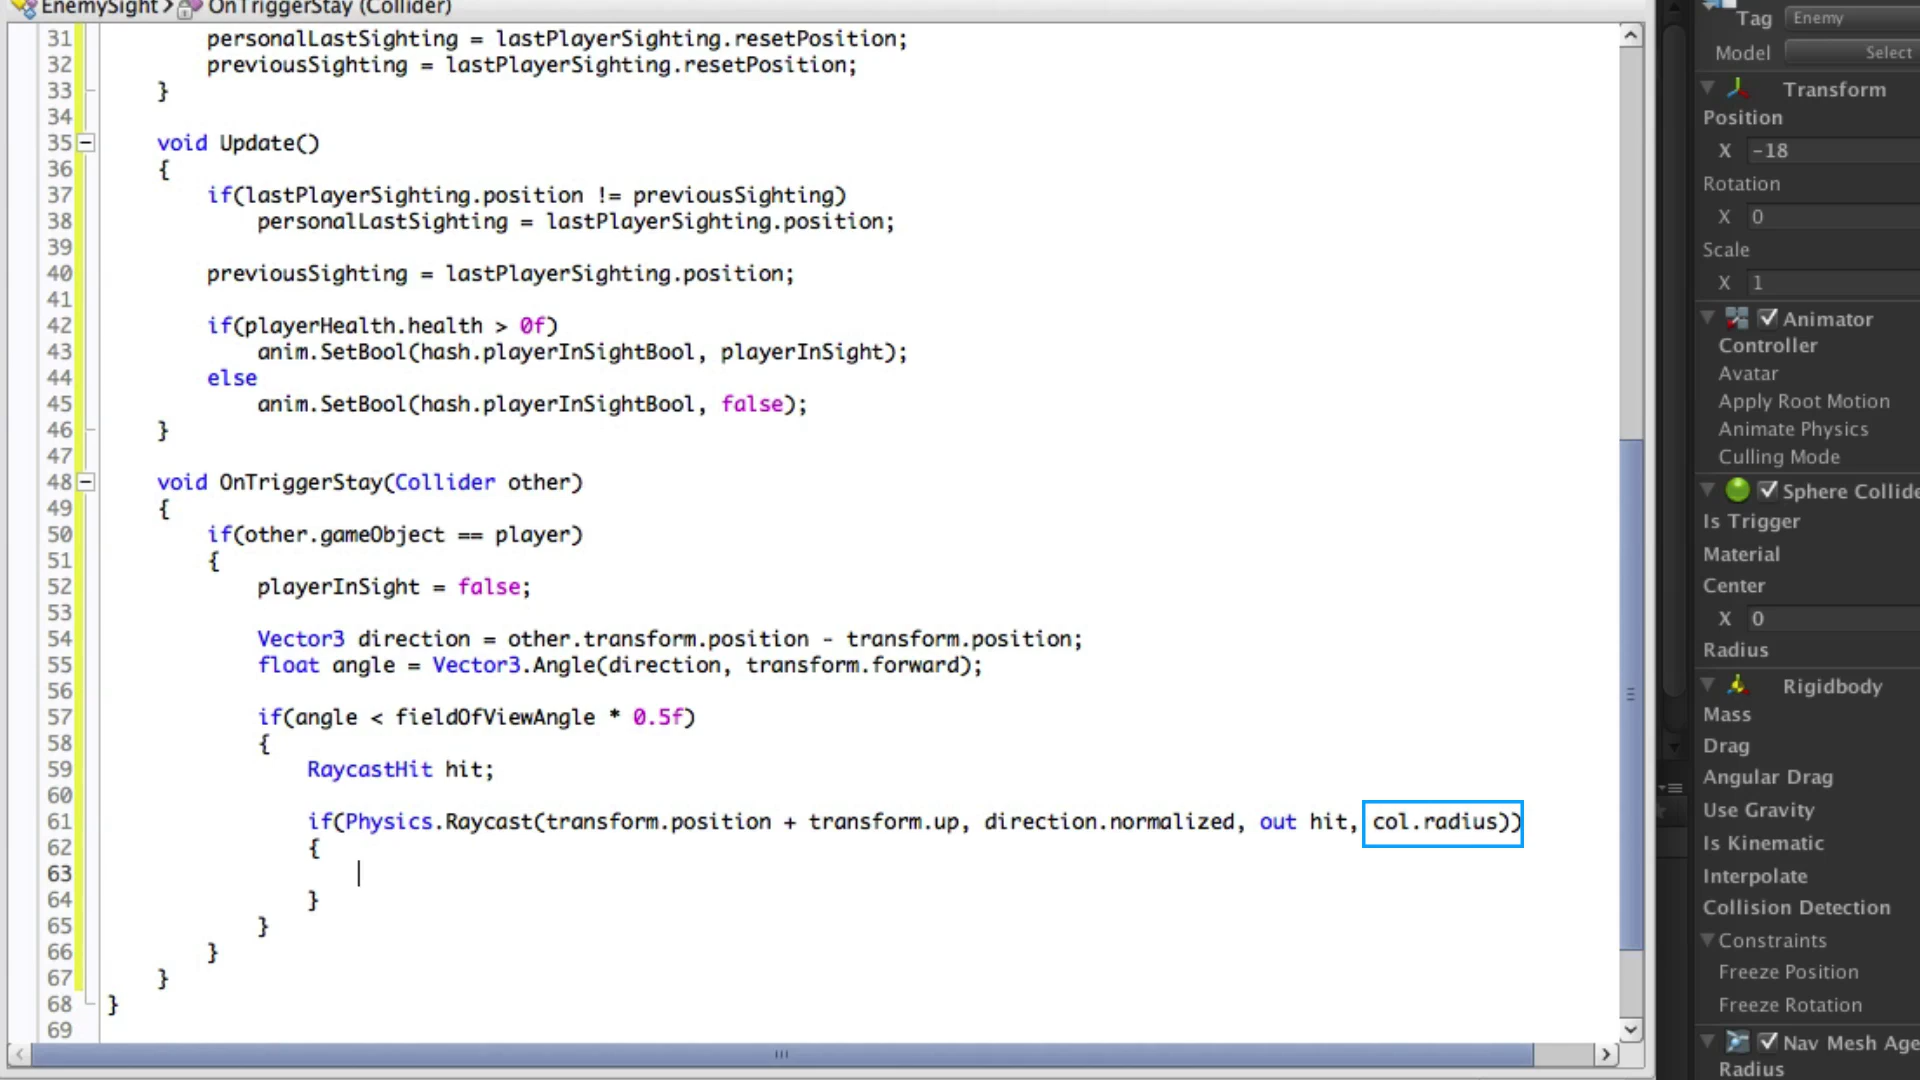 EnemySight > OnTriggerStay (Collider)
31 personalLastSighting = lastPlayerSighting.resetPosition;
32 previousSighting = lastPlayerSighting.resetPosition;
33 }
34
35 void Update()
36 {
37 if(lastPlayerSighting.position != previousSighting)
38 personalLastSighting = lastPlayerSighting.position;
39
40 previousSighting = lastPlayerSighting.position;
41
42 if(playerHealth.health > 0f)
43 anim.SetBool(hash.playerInSightBool, playerInSight);
44 else
45 anim.SetBool(hash.playerInSightBool, false);
46 }
47
48 void OnTriggerStay(Collider other)
49 {
50 if(other.gameObject == player)
51 {
52 playerInSight = false;
53
54 Vector3 direction = other.transform.position - transform.position;
55 float angle = Vector3.Angle(direction, transform.forward);
56
57 if(angle < fieldOfViewAngle * 0.5f)
58 {
59 RaycastHit hit;
60
61 if(Physics.Raycast(transform.position + transform.up, direction.normalized, out hit, col.radius))
62 {
63
64 }
65 }
66 }
67 }
68 }
69
Tag Enemy
Model Select
Transform
Position
X -18
Rotation
X 0
Scale
X 1
Animator
Controller
Avatar
Apply Root Motion
Animate Physics
Culling Mode
Sphere Collide
Is Trigger
Material
Center
X 0
Radius
Rigidbody
Mass
Drag
Angular Drag
Use Gravity
Is Kinematic
Interpolate
Collision Detection
Constraints
Freeze Position
Freeze Rotation
Nav Mesh Age
Radius